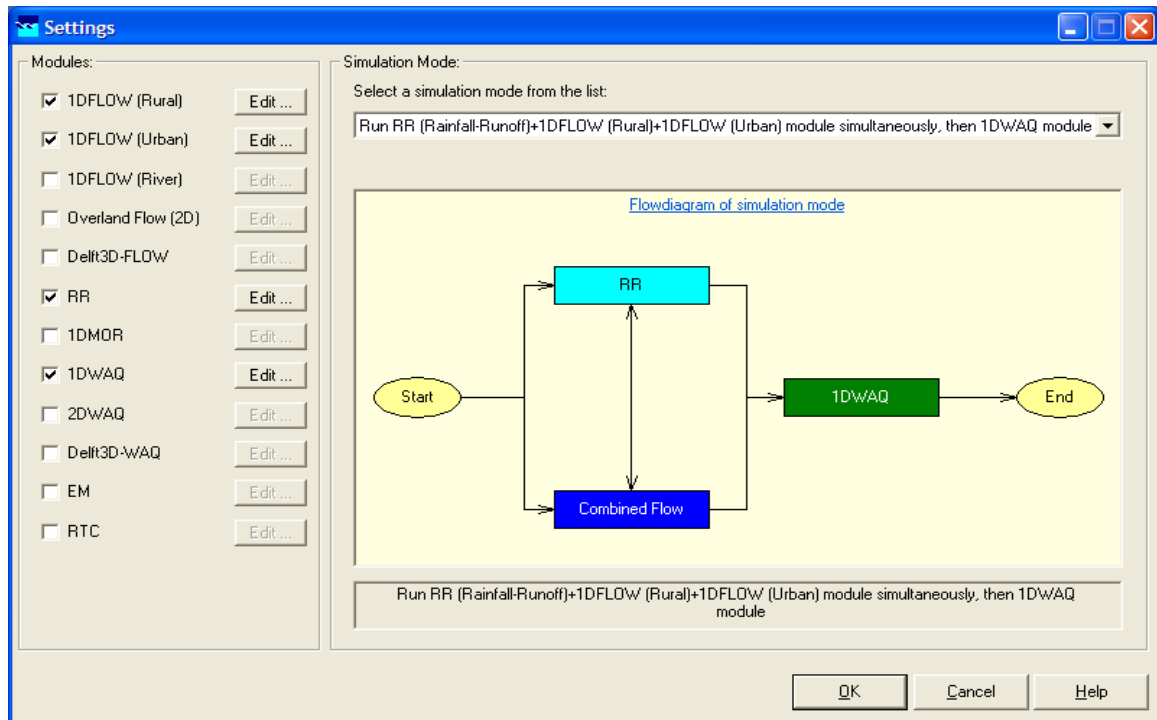 Settings
Modules:
1DFLOW (Rural) Edit ...
1DFLOW (Urban) Edit ...
1DFLOW (River) Edit ...
Overland Flow (2D) Edit ...
Delft3D-FLOW Edit ...
RR Edit ...
1DMOR Edit ...
1DWAQ Edit ...
2DWAQ Edit ...
Delft3D-WAQ Edit ...
EM Edit ...
RTC Edit ...
Simulation Mode:
Select a simulation mode from the list:
Run RR (Rainfall-Runoff)+1DFLOW (Rural)+1DFLOW (Urban) module simultaneously, then 1DWAQ module
Flowdiagram of simulation mode
RR
Start
1DWAQ
End
Combined Flow
Run RR (Rainfall-Runoff)+1DFLOW (Rural)+1DFLOW (Urban) module simultaneously, then 1DWAQ
module
OK Cancel Help